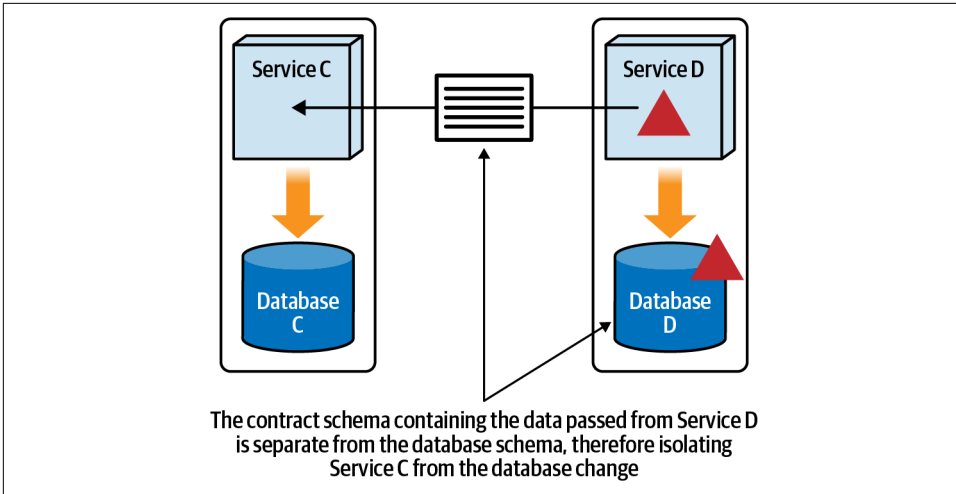 Service C
Service D
Database
C
Database
D
The contract schema containing the data passed from Service D
is separate from the database schema, therefore isolating
Service C from the database change